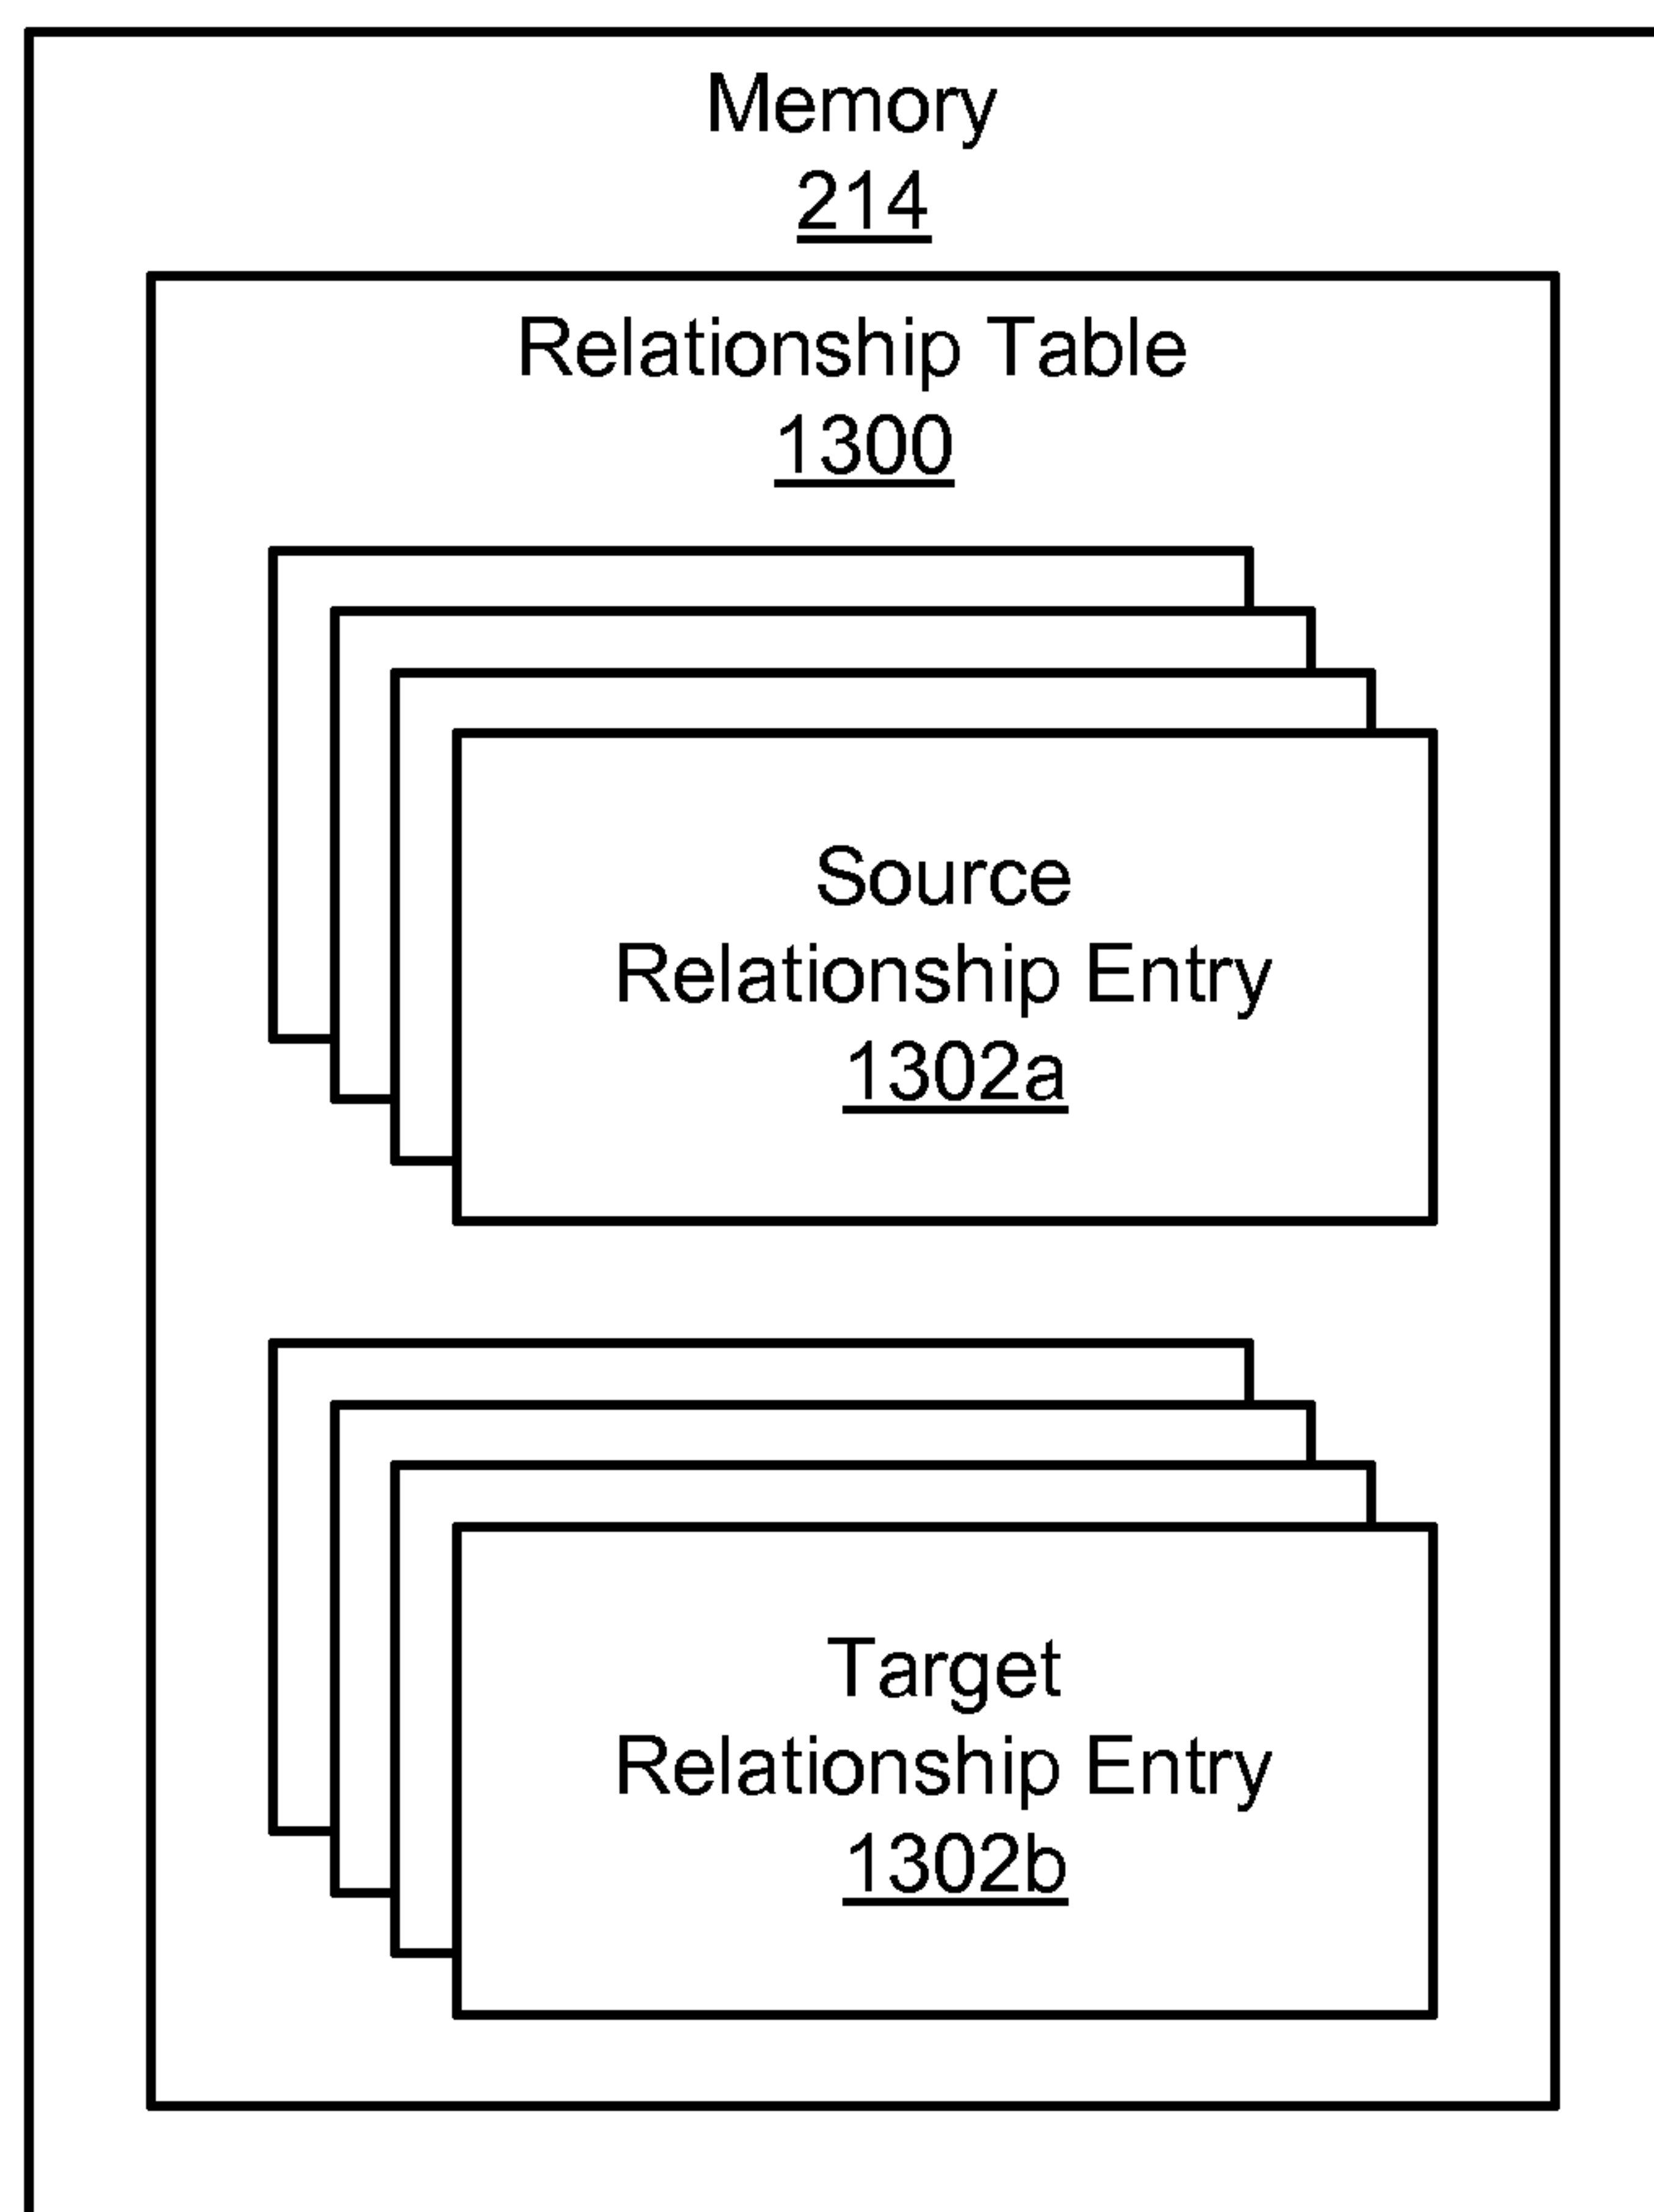 Memory
214
Relationship Table
1300
Source
Relationship Entry
1302a
Target
Relationship Entry
1302b